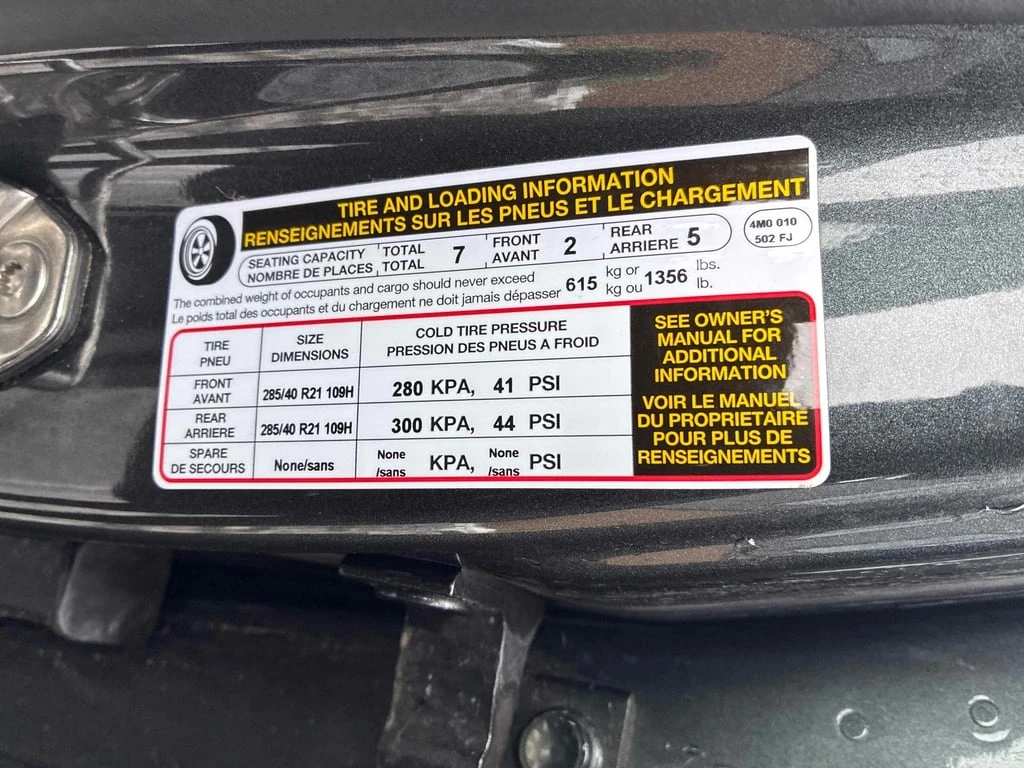 TIRE AND LOADING INFORMATION
RENSEIGNEMENTS SUR LES PNEUS ET LE CHARGEMENT
SEATING CAPACITY TOTAL 7 FRONT 2 REAR 5
NOMBRE DE PLACES TOTAL AVANT ARRIERE
4M0 010
502 FJ
The combined weight of occupants and cargo should never exceed 615 kg or 1356 lbs.
Le poids total des occupants et du chargement ne doit jamais dépasser kg ou lb.
TIRE SIZE COLD TIRE PRESSURE
PNEU DIMENSIONS PRESSION DES PNEUS A FROID
FRONT
AVANT 285/40 R21 109H 280 KPA, 41 PSI
REAR
ARRIERE 285/40 R21 109H 300 KPA, 44 PSI
SPARE
DE SECOURS None/sans None /sans KPA, None /sans PSI
SEE OWNER'S
MANUAL FOR
ADDITIONAL
INFORMATION
VOIR LE MANUEL
DU PROPRIETAIRE
POUR PLUS DE
RENSEIGNEMENTS